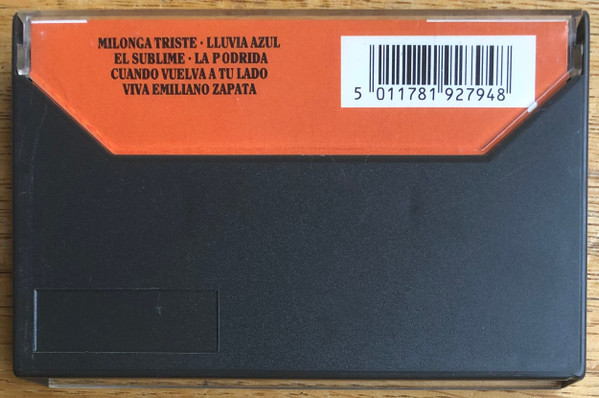 MILONGA TRISTE · LLUVIA AZUL
EL SUBLIME · LA PODRIDA
CUANDO VUELVA A TU LADO
VIVA EMILIANO ZAPATA
5 011781 927948